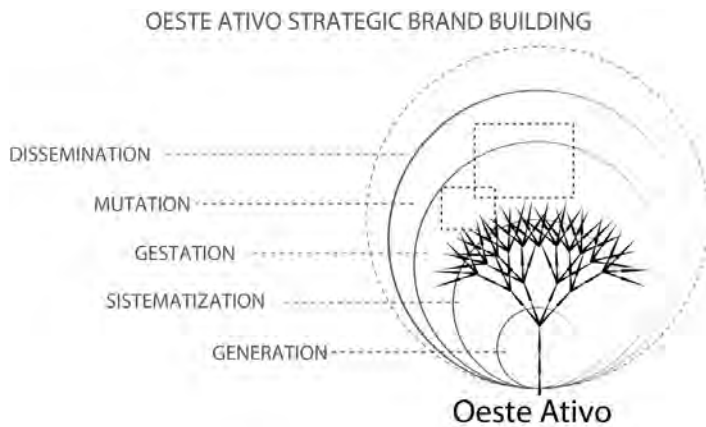 OESTE ATIVO STRATEGIC BRAND BUILDING
DISSEMINATION
MUTATION
GESTATION
SISTEMATIZATION
GENERATION
Oeste Ativo